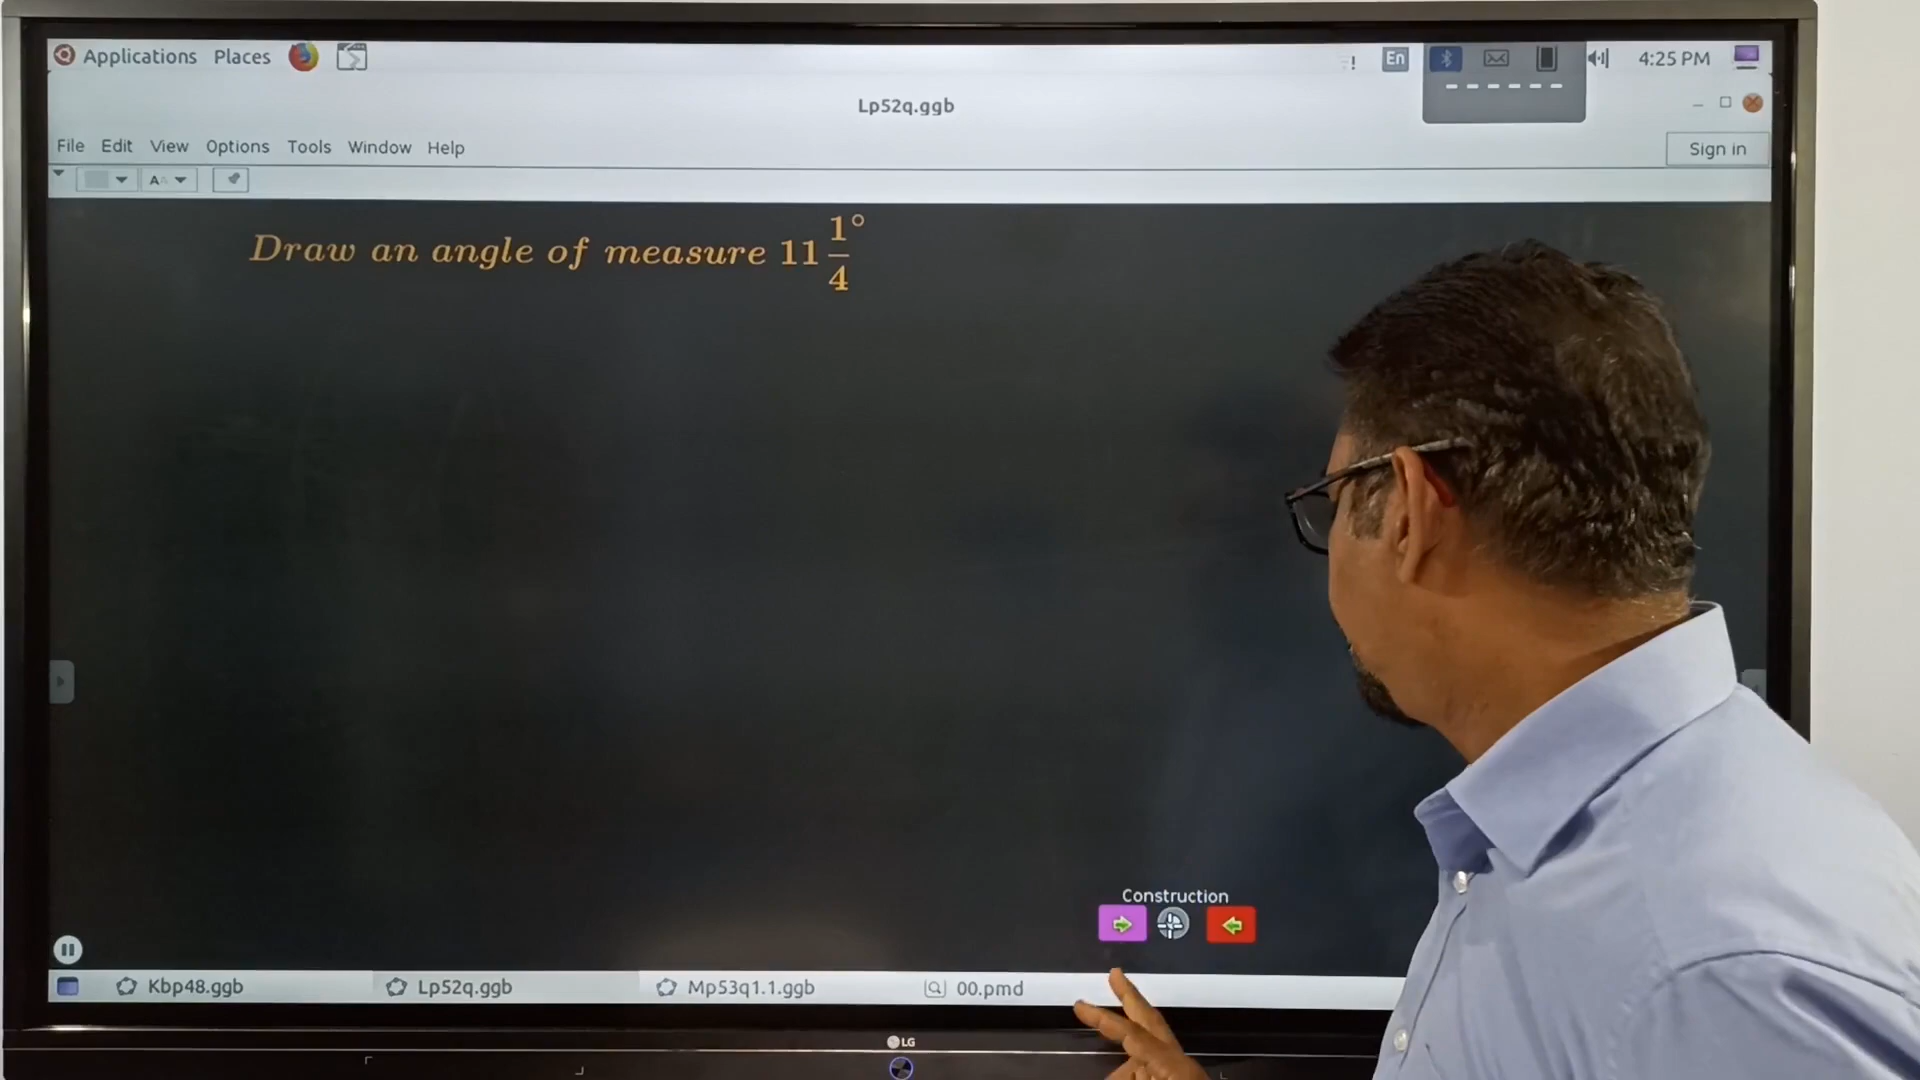 Applications Places En 4:25 PM
Lp52q.ggb
File Edit View Options Tools Window Help Sign in
Draw an angle of measure 11 1/4°
Construction
Kbp48.ggb Lp52q.ggb Mp53q1.1.ggb 00.pmd
LG